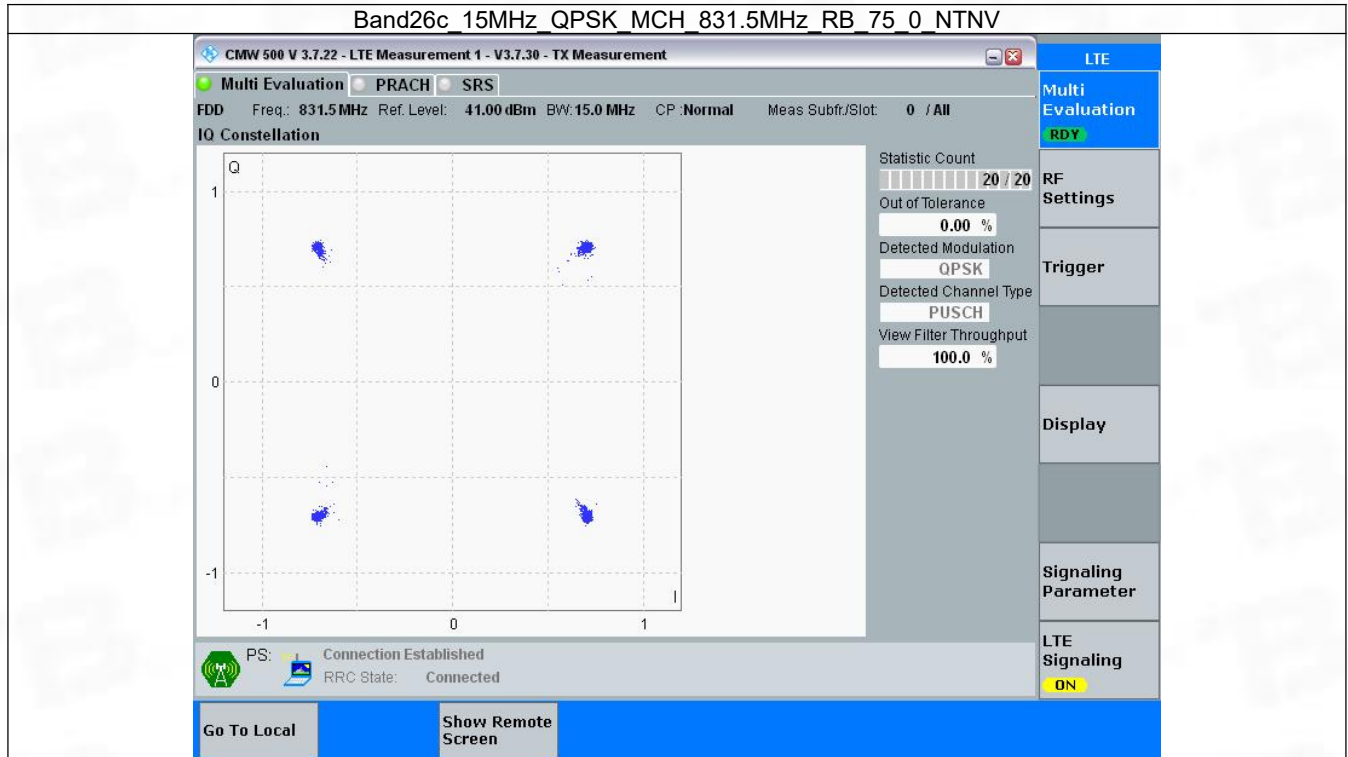 Band26c_15MHz_QPSK_MCH_831.5MHz_RB_75_0_NTNV
CMW 500 V 3.7.22 - LTE Measurement 1 - V3.7.30 - TX Measurement
LTE
Multi Evaluation PRACH SRS
FDD Freq.: 831.5 MHz Ref. Level: 41.00 dBm BW: 15.0 MHz CP : Normal Meas Subfr./Slot: 0 / All
IQ Constellation
Q
1
0
-1
I
-1 0 1
Statistic Count
20 / 20
Out of Tolerance
0.00 %
Detected Modulation
QPSK
Detected Channel Type
PUSCH
View Filter Throughput
100.0 %
Multi
Evaluation
RDY
RF
Settings
Trigger
Display
Signaling
Parameter
LTE
Signaling
ON
PS: Connection Established
RRC State: Connected
Go To Local
Show Remote
Screen